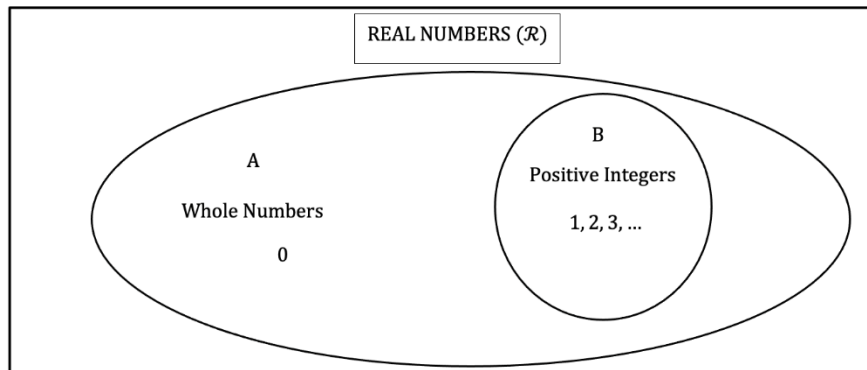 REAL NUMBERS (ℛ)
A
Whole Numbers
0
B
Positive Integers
1, 2, 3, …